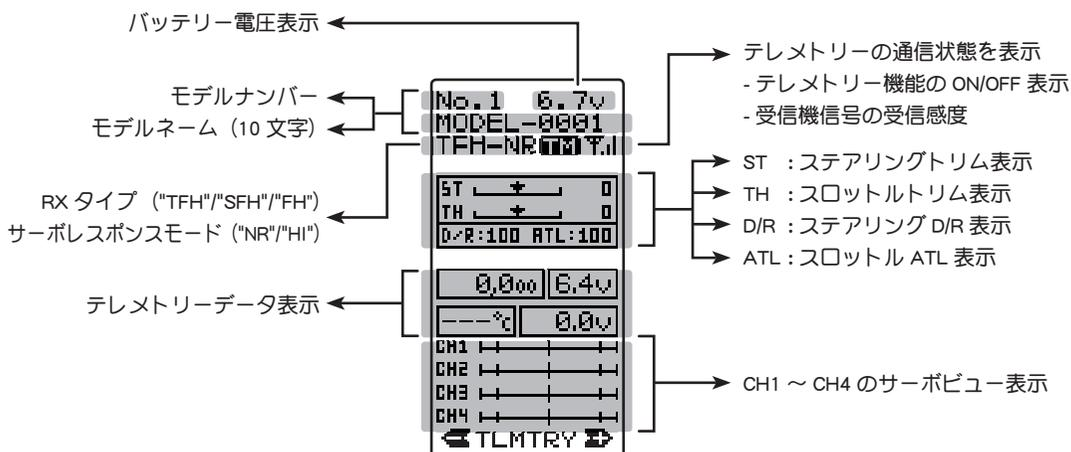 バッテリー電圧表示
モデルナンバー
モデルネーム（10 文字）
RX タイプ （"TFH"/"SFH"/"FH"）
サーボレスポンスモード（"NR"/"HI"）
テレメトリーデータ表示
No.1 6.7v
MODEL-0001
TFH-NR TM
ST 0
TH 0
D/R:100 ATL:100
0,000 6.4v
---℃ 0.0v
CH1
CH2
CH3
CH4
TLMTRY
テレメトリーの通信状態を表示
- テレメトリー機能の ON/OFF 表示
- 受信機信号の受信感度
ST ：ステアリングトリム表示
TH ：スロットルトリム表示
D/R ：ステアリング D/R 表示
ATL：スロットル ATL 表示
CH1 ～ CH4 のサーボビュー表示